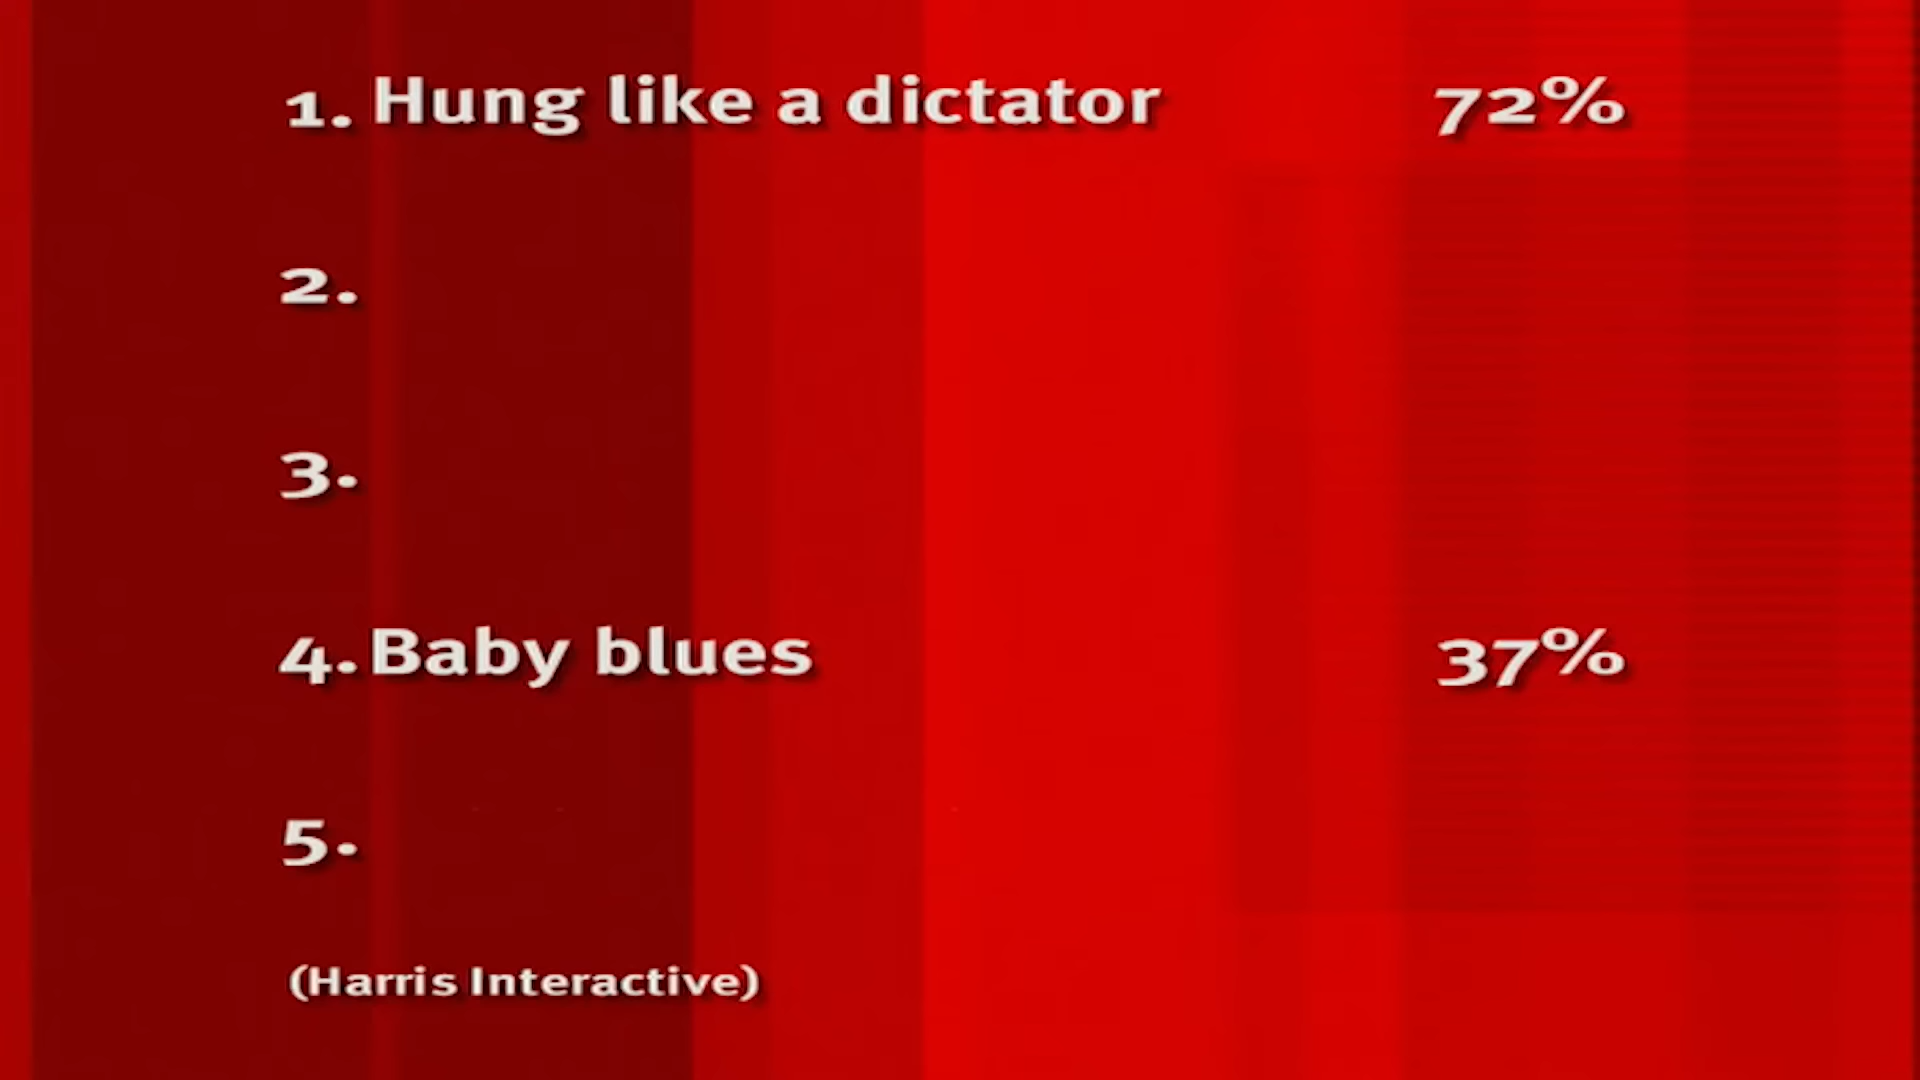 1. Hung like a dictator 72%
2.
3.
4. Baby blues 37%
5.
(Harris Interactive)